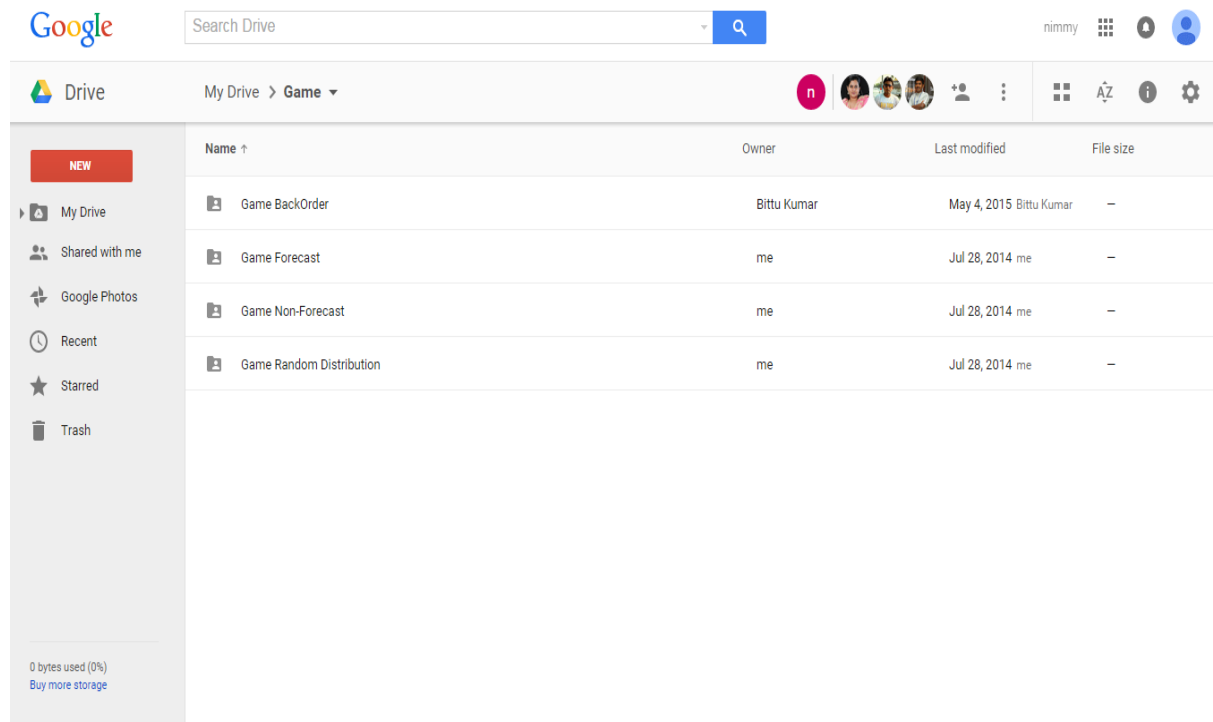 Google Search Drive nimmy
Drive My Drive > Game n AZ
Name ↑ Owner Last modified File size
NEW
Game BackOrder Bittu Kumar May 4, 2015 Bittu Kumar –
My Drive
Shared with me
Game Forecast me Jul 28, 2014 me –
Google Photos
Game Non-Forecast me Jul 28, 2014 me –
Recent
Game Random Distribution me Jul 28, 2014 me –
Starred
Trash
0 bytes used (0%)
Buy more storage